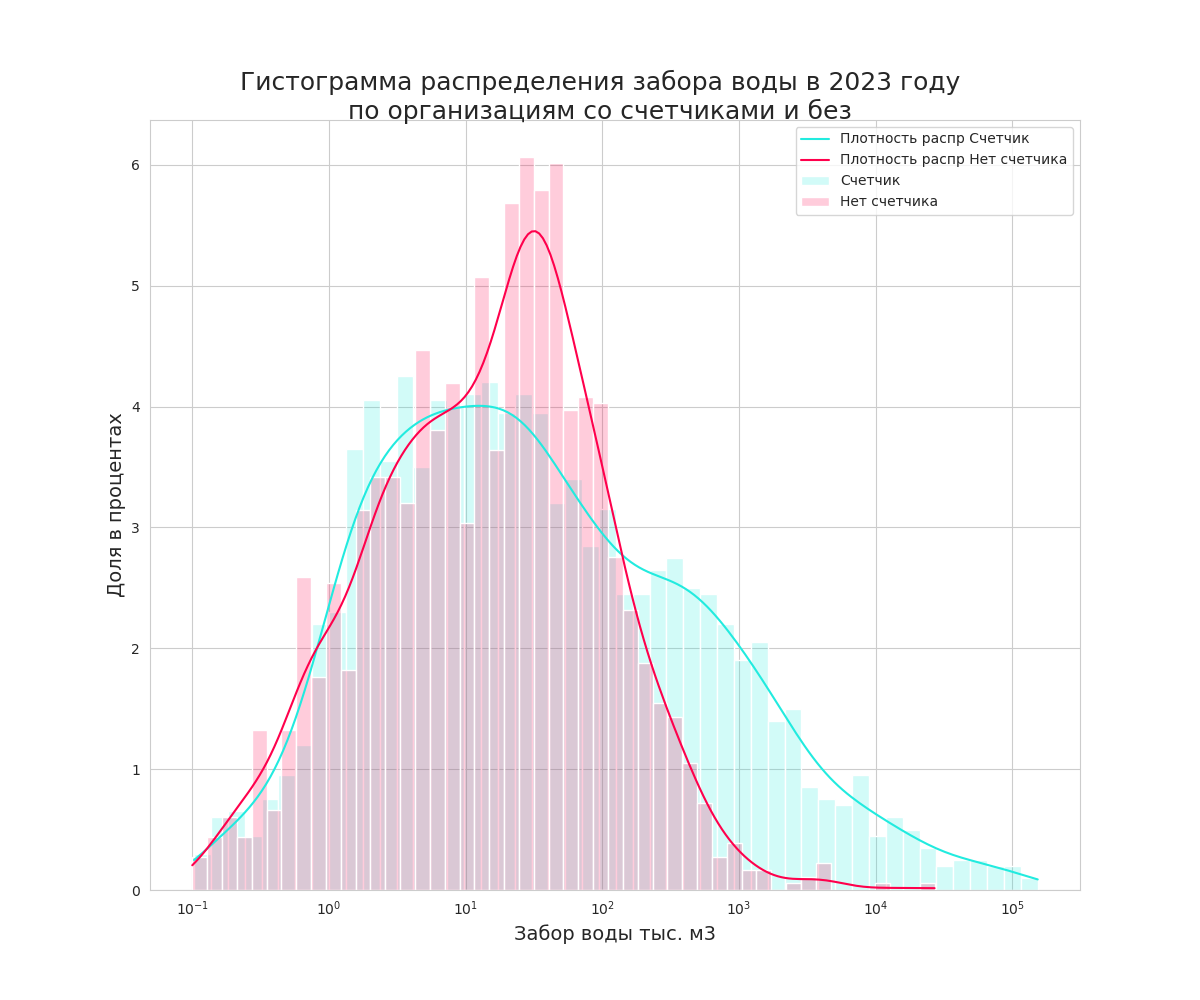 Гистограмма распределения забора воды в 2023 году
по организациям со счетчиками и без
Плотность распр Счетчик
Плотность распр Нет счетчика
Счетчик
Нет счетчика
Доля в процентах
6
5
4
3
2
1
0
10⁻¹ 10⁰ 10¹ 10² 10³ 10⁴ 10⁵
Забор воды тыс. м3